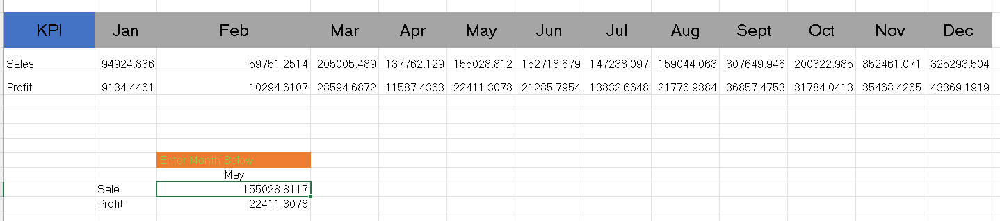 KPI Jan Feb Mar Apr May Jun Jul Aug Sept Oct Nov Dec
Sales 94924.836 59751.2514 205005.489 137762.129 155028.812 152718.679 147238.097 159044.063 307649.946 200322.985 352461.071 325293.504
Profit 9134.4461 10294.6107 28594.6872 11587.4363 22411.3078 21285.7954 13832.6648 21776.9384 36857.4753 31784.0413 35468.4265 43369.1919
Enter Month Below
May
Sale 155028.8117
Profit 22411.3078